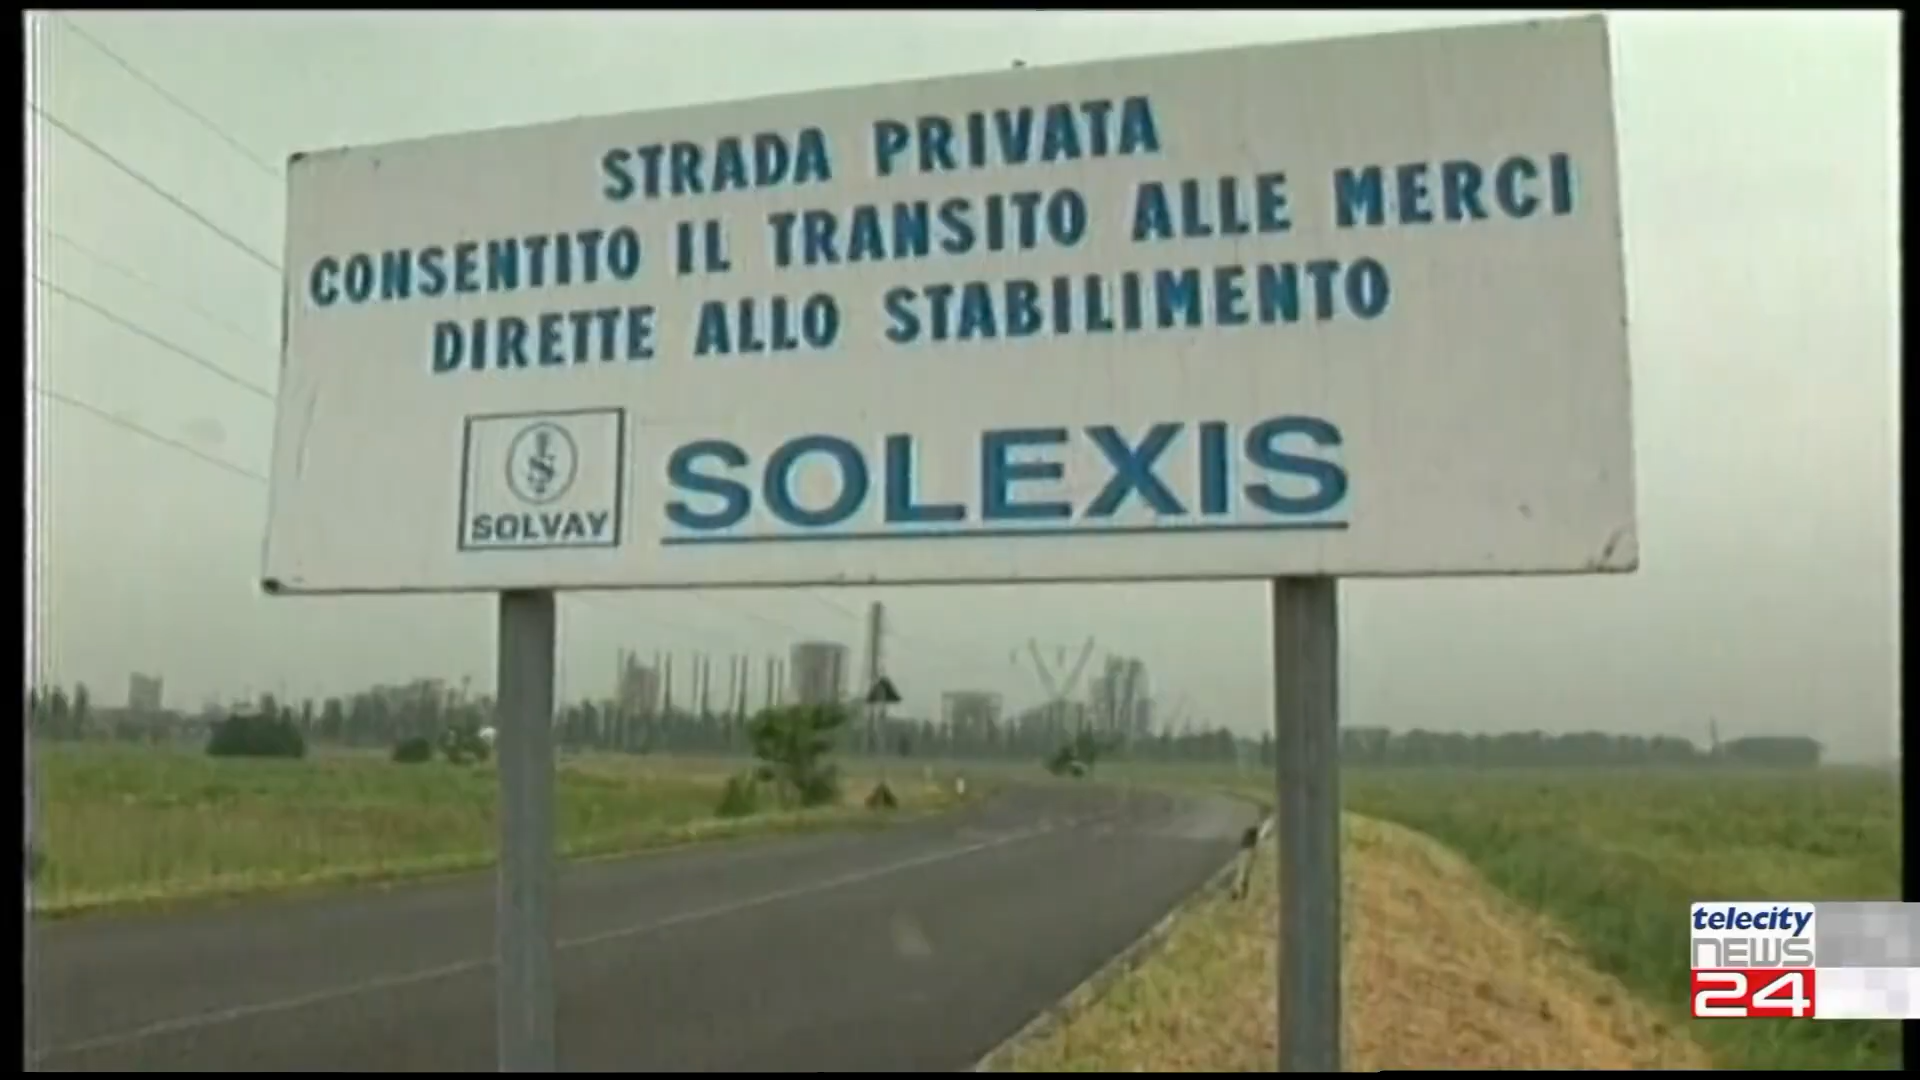 STRADA PRIVATA
CONSENTITO IL TRANSITO ALLE MERCI
DIRETTE ALLO STABILIMENTO
SOLVAY
SOLEXIS
telecity
NEWS
24